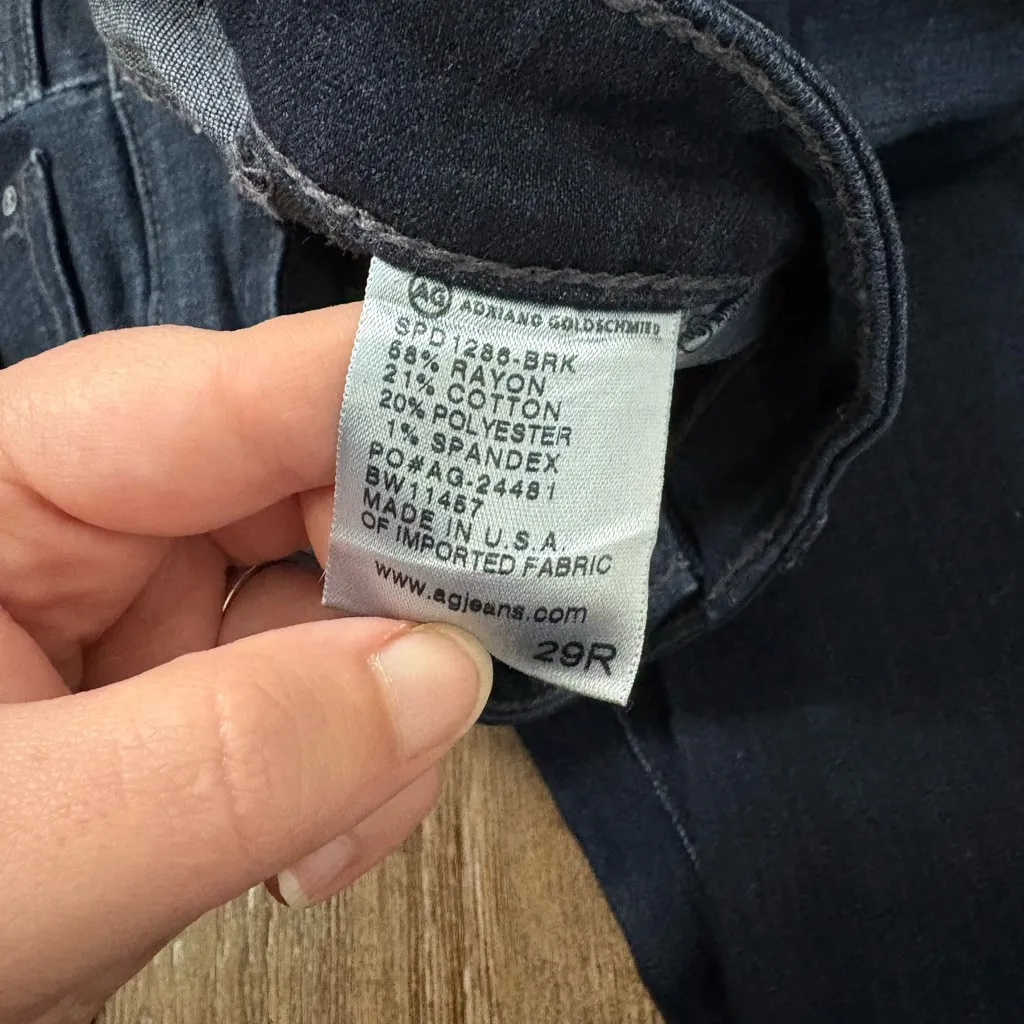 AG ADRIANO GOLDSCHMIED
SPD1286-BRK
58% RAYON
21% COTTON
20% POLYESTER
1% SPANDEX
PO#AG-24481
BW11457
MADE IN U.S.A.
OF IMPORTED FABRIC
www.agjeans.com
29R